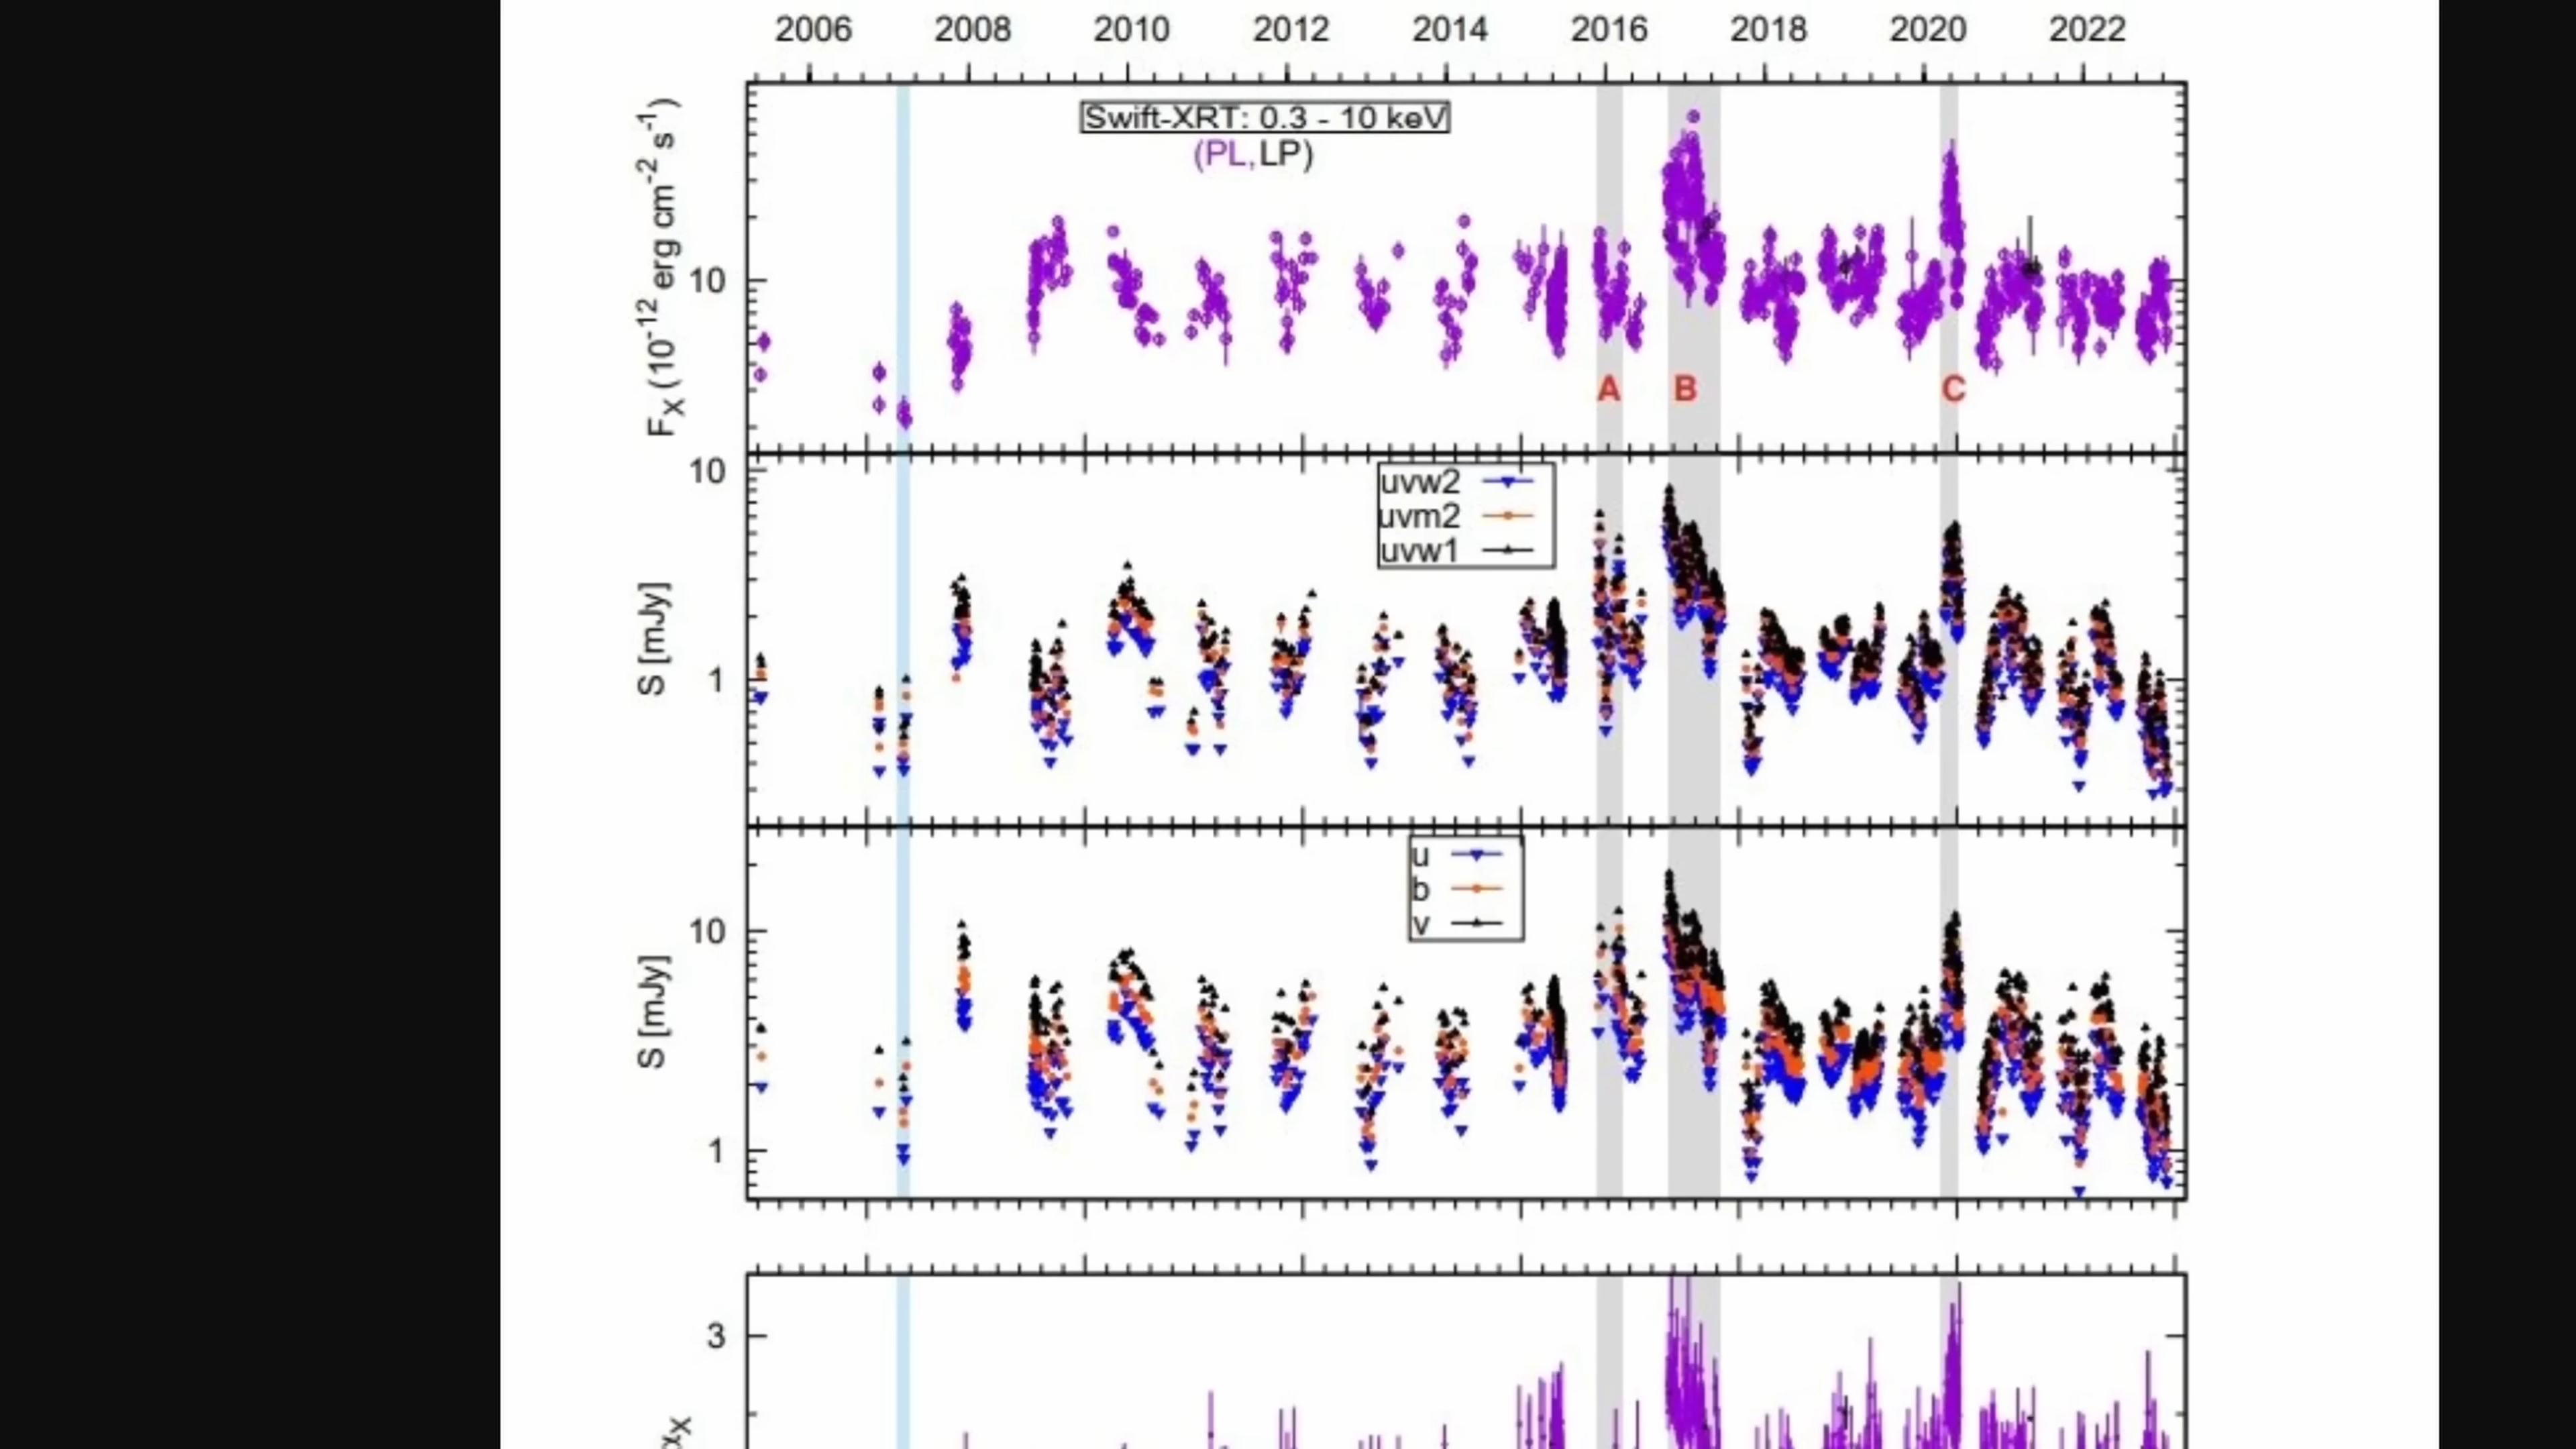 2006 2008 2010 2012 2014 2016 2018 2020 2022
Swift-XRT: 0.3 - 10 keV
(PL,LP)
F_X (10^-12 erg cm^-2 s^-1)
10
A B C
10
uvw2
uvm2
uvw1
S [mJy]
1
u
b
v
10
S [mJy]
1
3
α_X